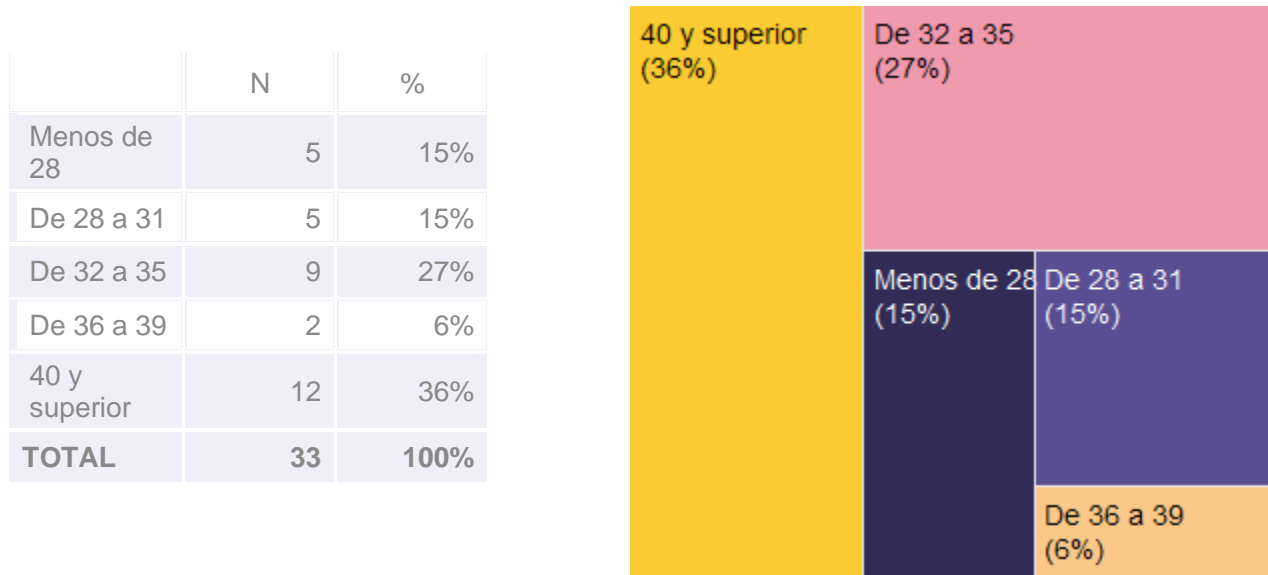 N %
Menos de
28
5 15%
De 28 a 31 5 15%
De 32 a 35 9 27%
De 36 a 39 2 6%
40 y
superior
12 36%
TOTAL 33 100%
40 y superior
(36%)
De 32 a 35
(27%)
Menos de 28
(15%)
De 28 a 31
(15%)
De 36 a 39
(6%)